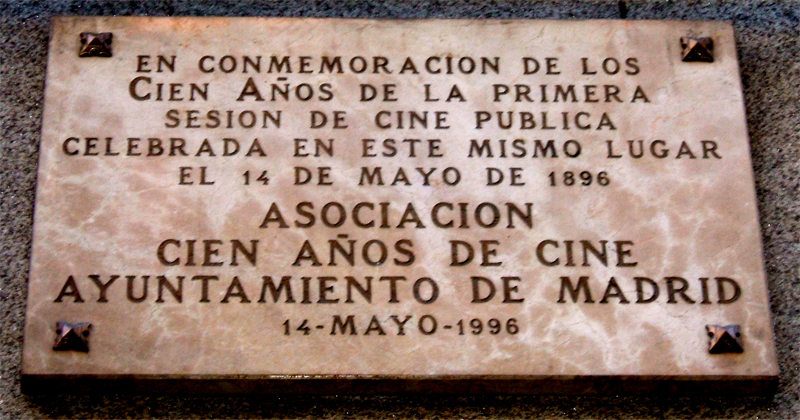 EN CONMEMORACION DE LOS
CIEN AÑOS DE LA PRIMERA
SESION DE CINE PUBLICA
CELEBRADA EN ESTE MISMO LUGAR
EL 14 DE MAYO DE 1896
ASOCIACION
CIEN AÑOS DE CINE
AYUNTAMIENTO DE MADRID
14-MAYO-1996